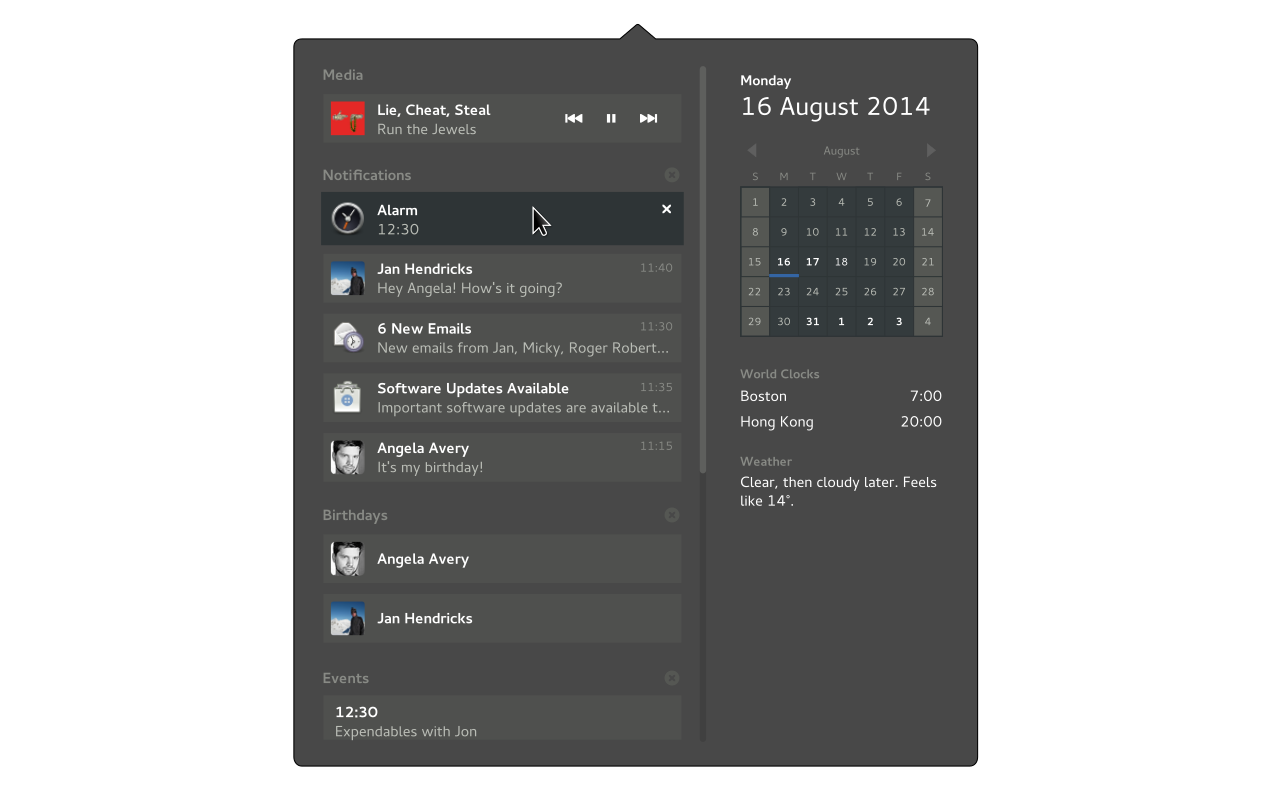 Media
Lie, Cheat, Steal
Run the Jewels
Notifications
Alarm
12:30
Jan Hendricks 11:40
Hey Angela! How's it going?
6 New Emails 11:30
New emails from Jan, Micky, Roger Robert...
Software Updates Available 11:35
Important software updates are available t...
Angela Avery 11:15
It's my birthday!
Birthdays
Angela Avery
Jan Hendricks
Events
12:30
Expendables with Jon
Monday
16 August 2014
August
S M T W T F S
1 2 3 4 5 6 7
8 9 10 11 12 13 14
15 16 17 18 19 20 21
22 23 24 25 26 27 28
29 30 31 1 2 3 4
World Clocks
Boston 7:00
Hong Kong 20:00
Weather
Clear, then cloudy later. Feels
like 14°.